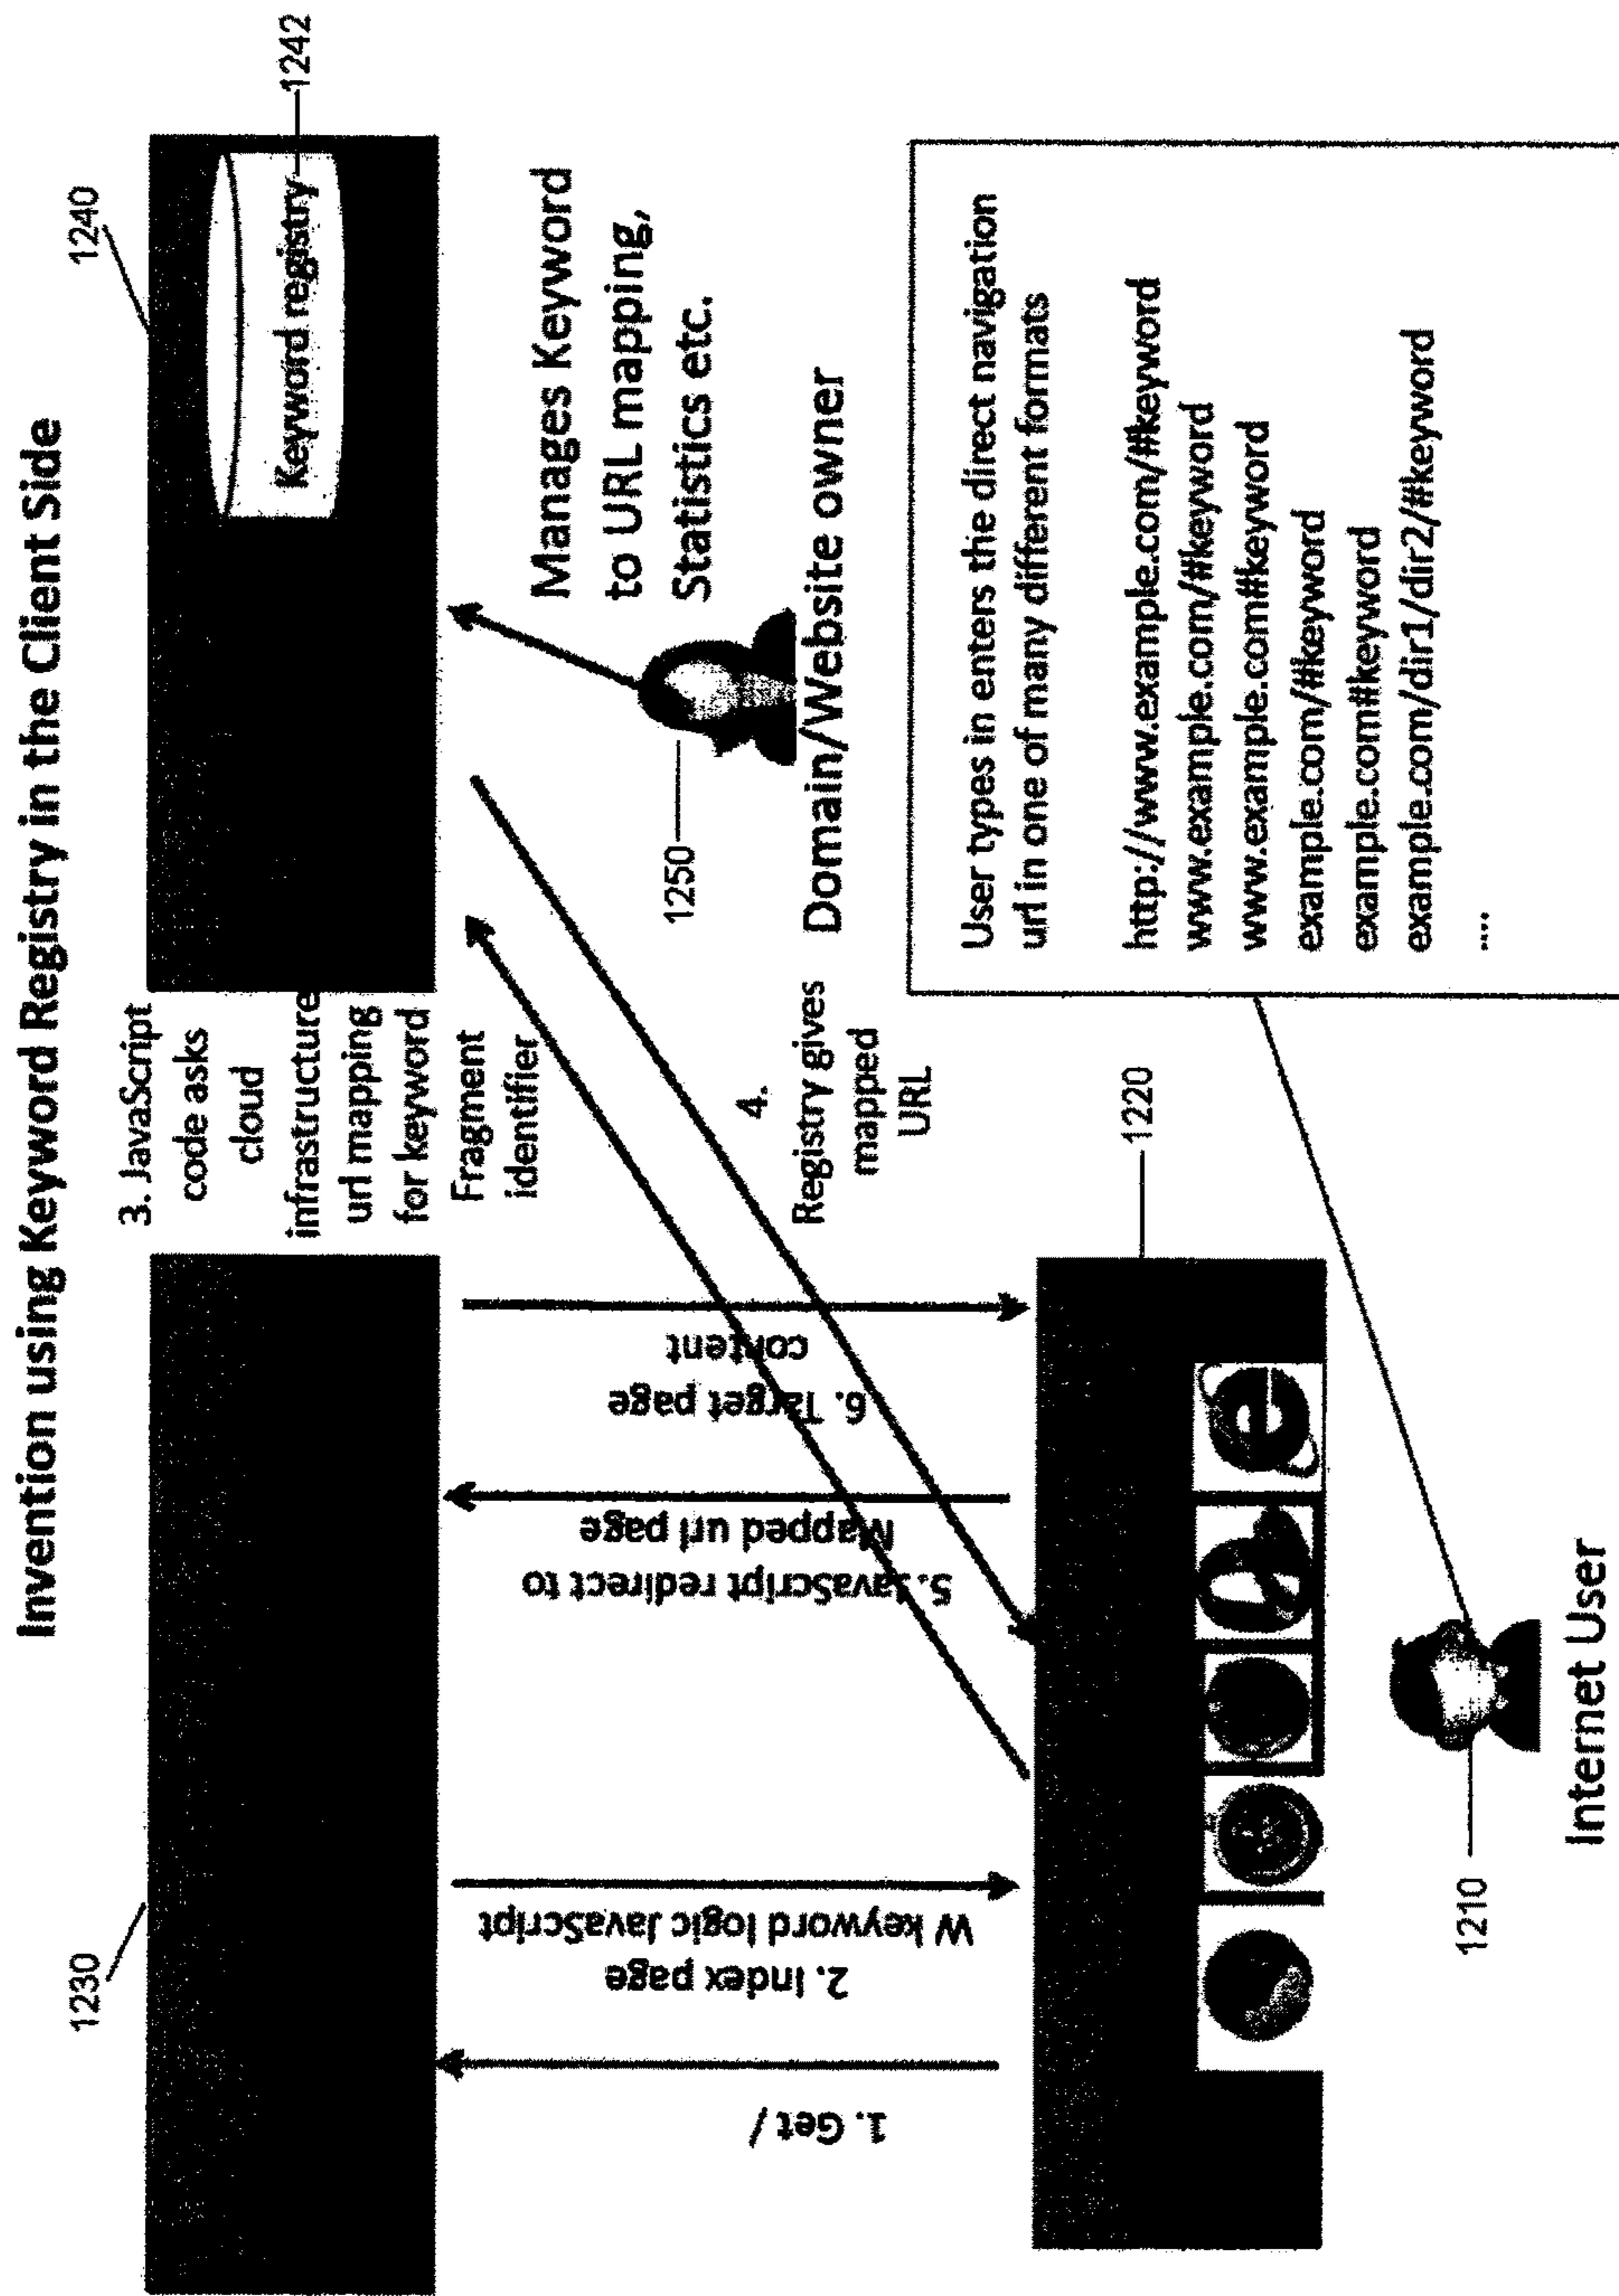 Invention using Keyword Registry in the Client Side
1230
1240
Keyword registry
1242
3. JavaScript
code asks
cloud
infrastructure
url mapping
for keyword
Fragment
identifier
Manages Keyword
to URL mapping,
Statistics etc.
1250
Domain/Website owner
4.
Registry gives
mapped
URL
1. Get /
2. Index page
W keyword logic JavaScript
5. JavaScript redirect to
Mapped url page
6. Target page
content
1220
User types in enters the direct navigation
url in one of many different formats
http://www.example.com/#keyword
www.example.com/#keyword
www.example.com#keyword
example.com/#keyword
example.com#keyword
example.com/dir1/dir2/#keyword
....
1210
Internet User